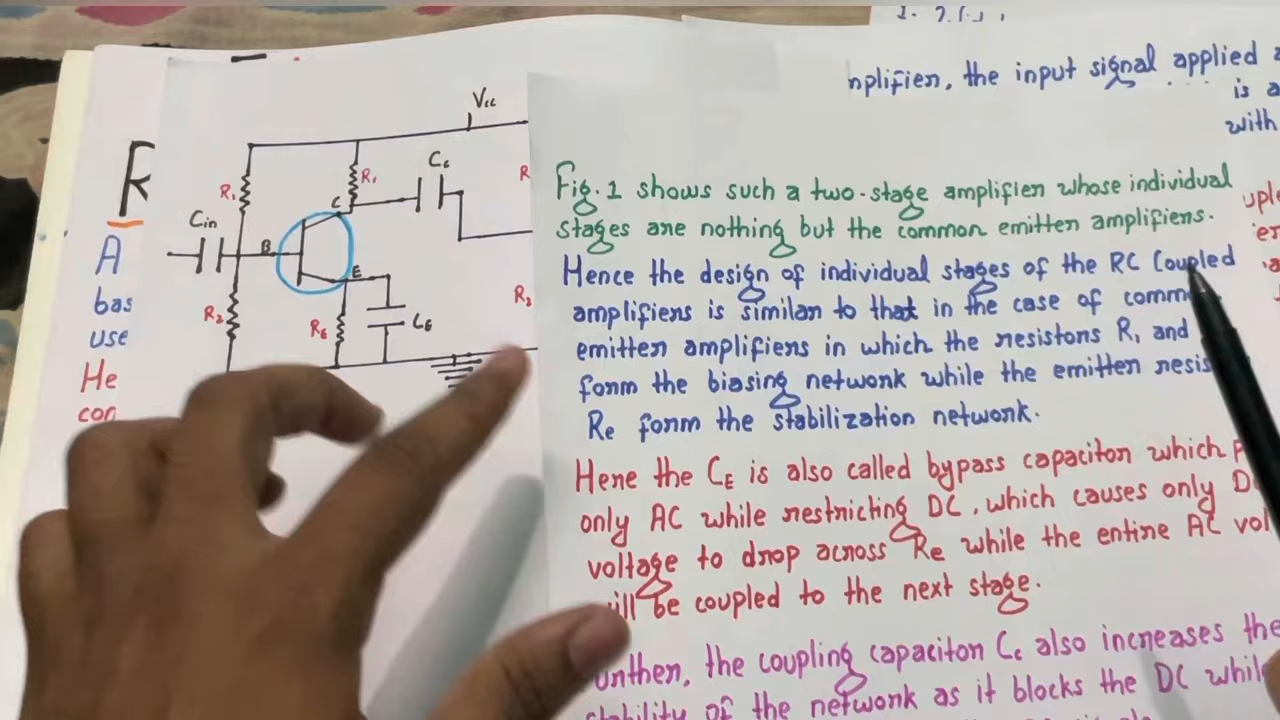 nplifier, the input signal applied
is
with
R
A
bas
use
He
con
Vcc
R1
R1
Cc
C
Cin
B
E
R2
RE
CE
R
R2
Fig. 1 shows such a two-stage amplifier whose individual
stages are nothing but the common emitter amplifiers.
Hence the design of individual stages of the RC Coupled
amplifiers is similar to that in the case of comm
emitter amplifiers in which the resistors R1 and
form the biasing network while the emitter resis
Re form the stabilization network.
Here the CE is also called bypass capacitor which
only AC while restricting DC, which causes only D
voltage to drop across Re while the entire AC vol
ill be coupled to the next stage.
urther, the coupling capacitor Cc also increases the
stability of the network as it blocks the DC while
uple